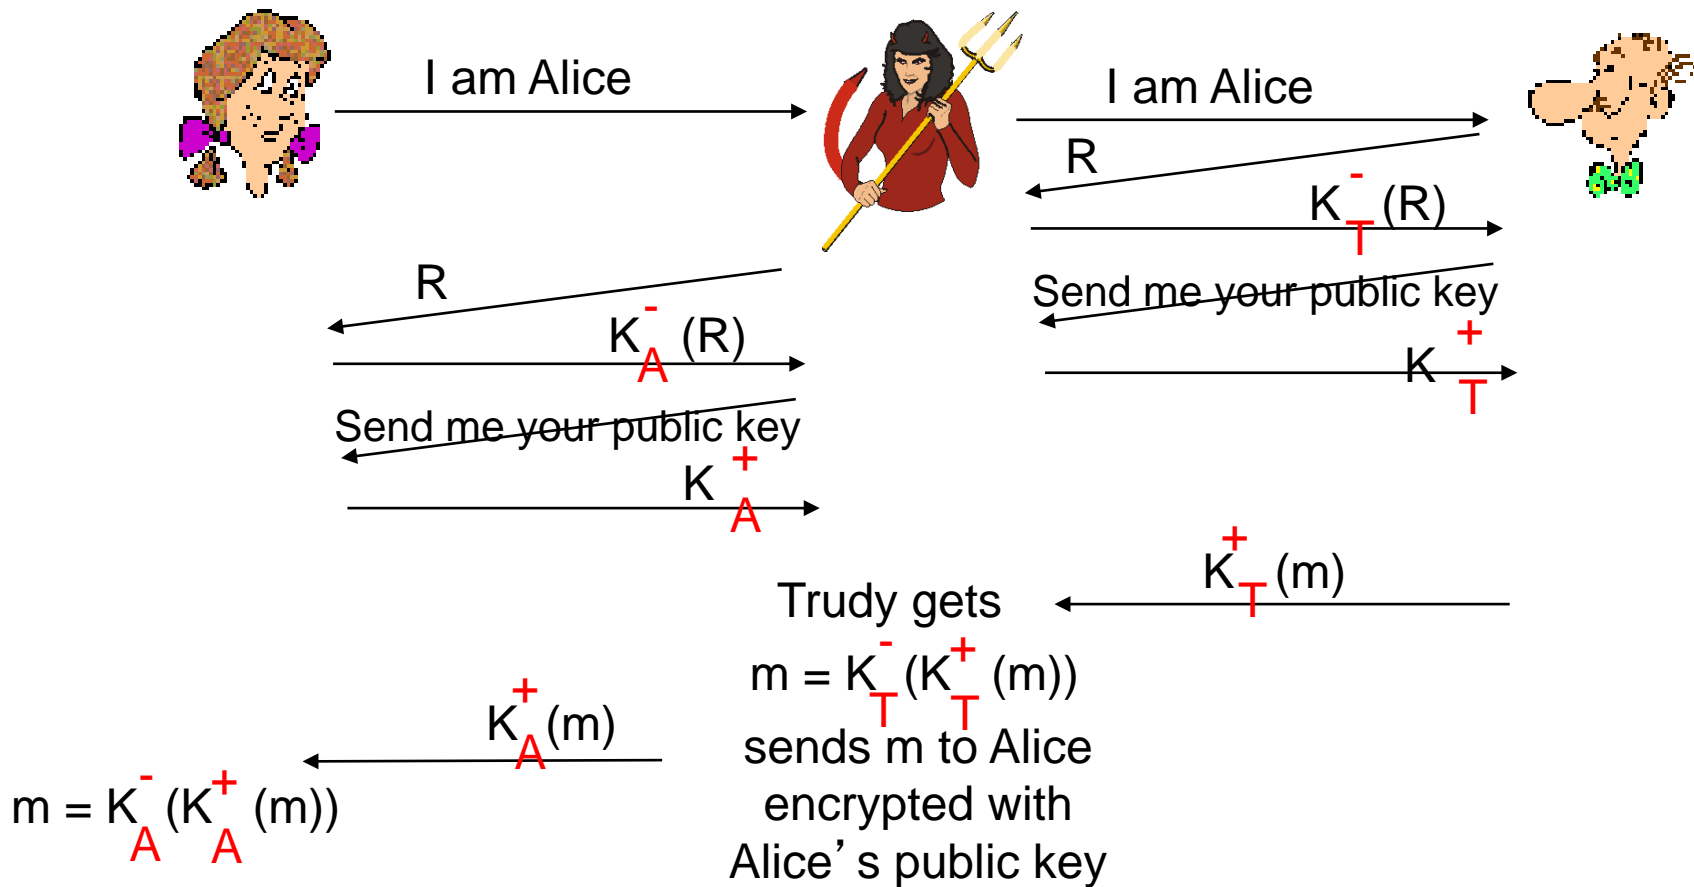 I am Alice
I am Alice
R
K-T(R)
R
Send me your public key
K-A(R)
K+T
Send me your public key
K+A
K+T(m)
Trudy gets
m = K-T(K+T(m))
K+A(m)
sends m to Alice
m = K-A(K+A(m))
encrypted with
Alice’s public key